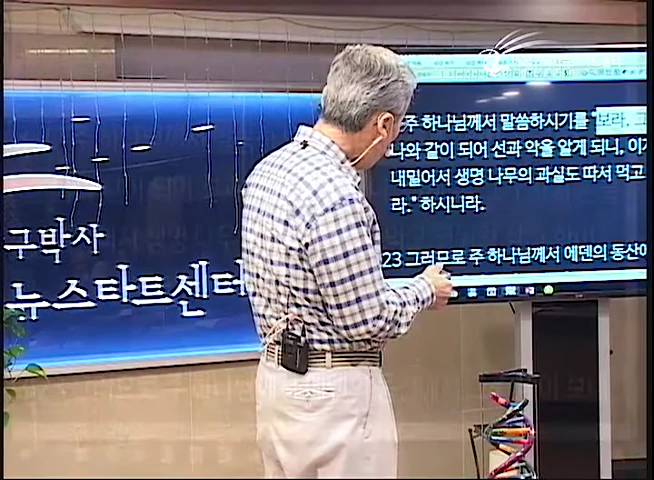 구박사
뉴스타트센터
주 하나님께서 말씀하시기를 "보라, 그
나와 같이 되어 선과 악을 알게 되니, 이
내밀어서 생명 나무의 과실도 따서 먹고
라." 하시니라.
23 그러므로 주 하나님께서 에덴의 동산에